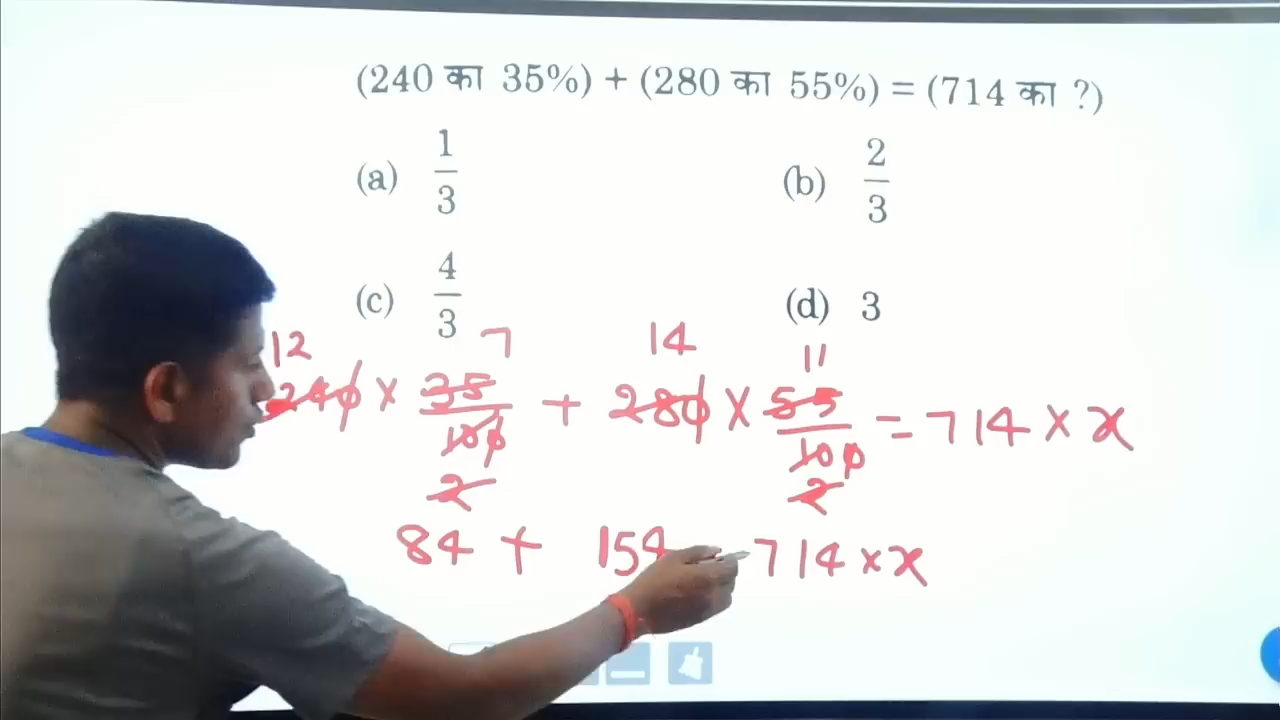 (240 का 35%) + (280 का 55%) = (714 का ?)
(a) 1/3 (b) 2/3
(c) 4/3 (d) 3
12 7 14 11
240 × 35/100 + 280 × 55/100 = 714 × x
2 2
84 + 154 = 714 × x